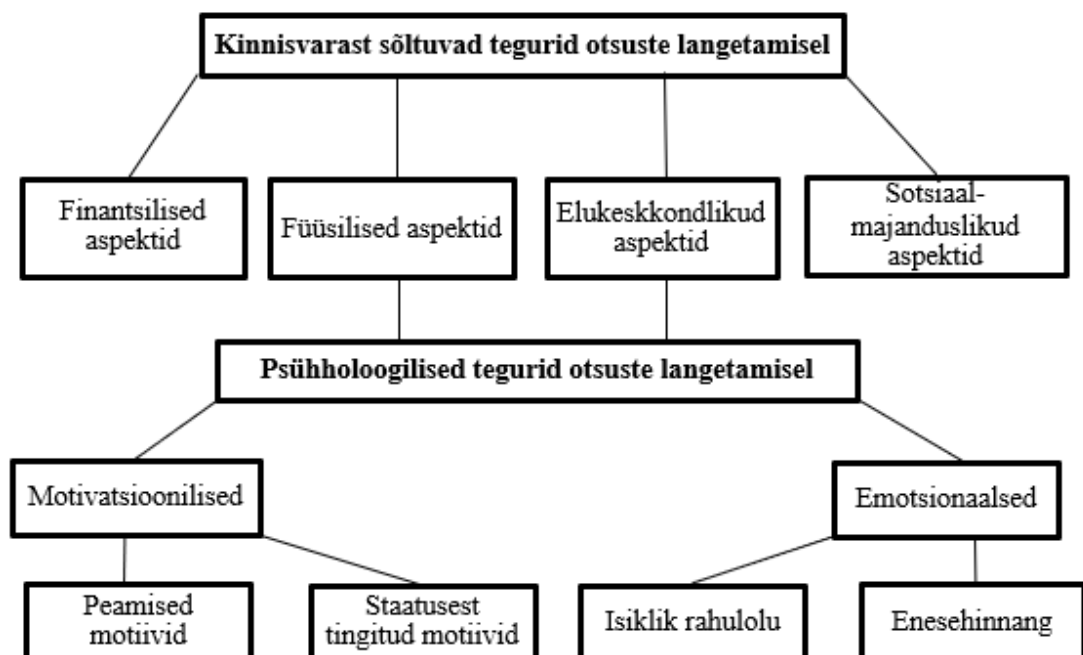 Kinnisvarast sõltuvad tegurid otsuste langetamisel
Finantsilised
aspektid
Füüsilised aspektid
Elukeskkondlikud
aspektid
Sotsiaal-
majanduslikud
aspektid
Psühholoogilised tegurid otsuste langetamisel
Motivatsioonilised
Emotsionaalsed
Peamised
motiivid
Staatusest
tingitud motiivid
Isiklik rahulolu
Enesehinnang